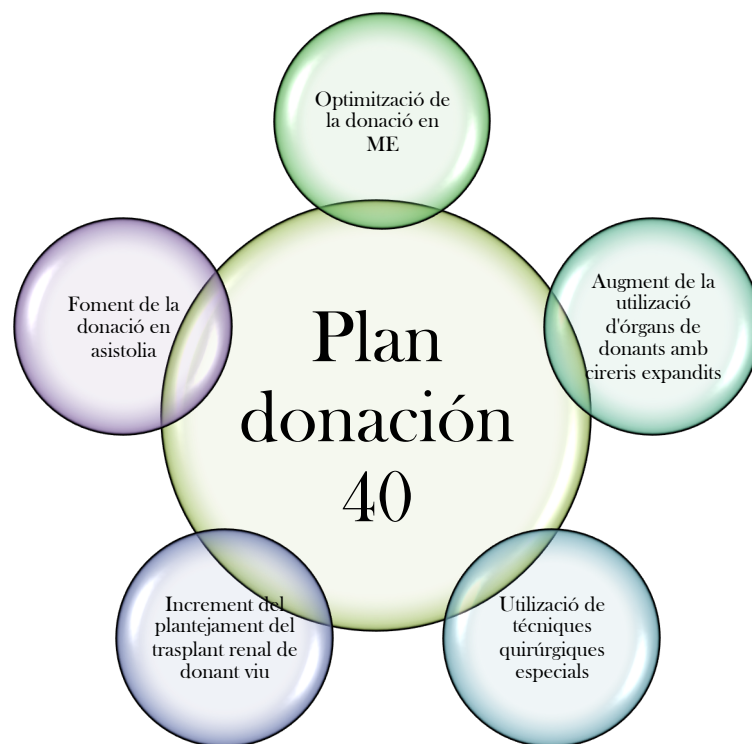 Optimització de
la donació en
ME
Augment de la
utilizació
d'órgans de
donants amb
cireris expandits
Utilizació de
técniques
quirúrgiques
especials
Increment del
plantejament del
trasplant renal de
donant viu
Foment de la
donació en
asistolia
Plan
donación
40